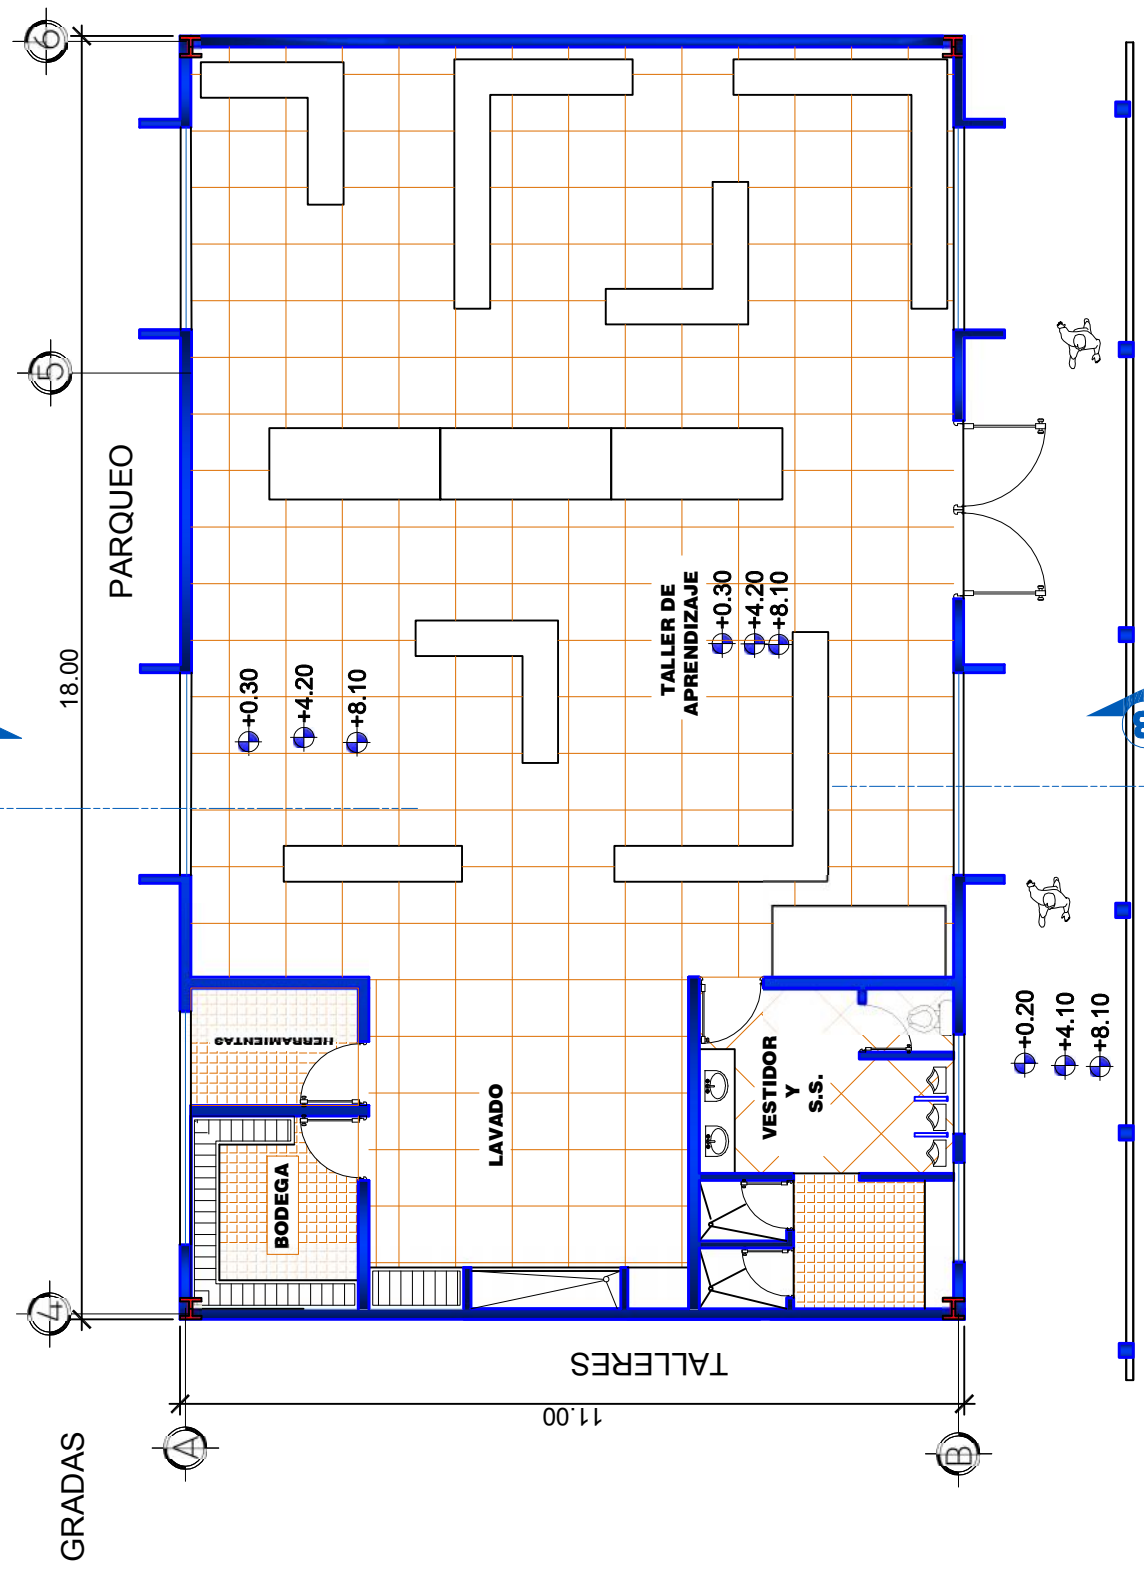 6
5
4
18.00
PARQUEO
+0.30
+4.20
+8.10
TALLER DE
APRENDIZAJE
+0.30
+4.20
+8.10
HERRAMIENTAS
BODEGA
LAVADO
VESTIDOR
Y
S.S.
+0.20
+4.10
+8.10
TALLERES
11.00
A
B
GRADAS